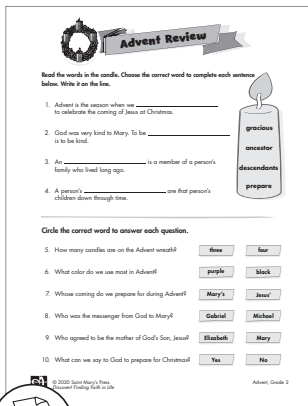 Advent Review
Read the words in the candle. Choose the correct word to complete each sentence
below. Write it on the line.
1. Advent is the season when we
to celebrate the coming of Jesus at Christmas.
2. God was very kind to Mary. To be
is to be kind.
3. An is a member of a person's
family who lived long ago.
4. A person's are that person's
children down through time.
gracious
ancestor
descendants
prepare
Circle the correct word to answer each question.
5. How many candles are on the Advent wreath? three four
6. What color do we use most in Advent? purple black
7. Whose coming do we prepare for during Advent? Mary's Jesus'
8. Who was the messenger from God to Mary? Gabriel Michael
9. Who agreed to be the mother of God's Son, Jesus? Elizabeth Mary
10. What can we say to God to prepare for Christmas? Yes No
© 2020 Saint Mary's Press
Discover! Finding Faith in Life
Advent, Grade 2